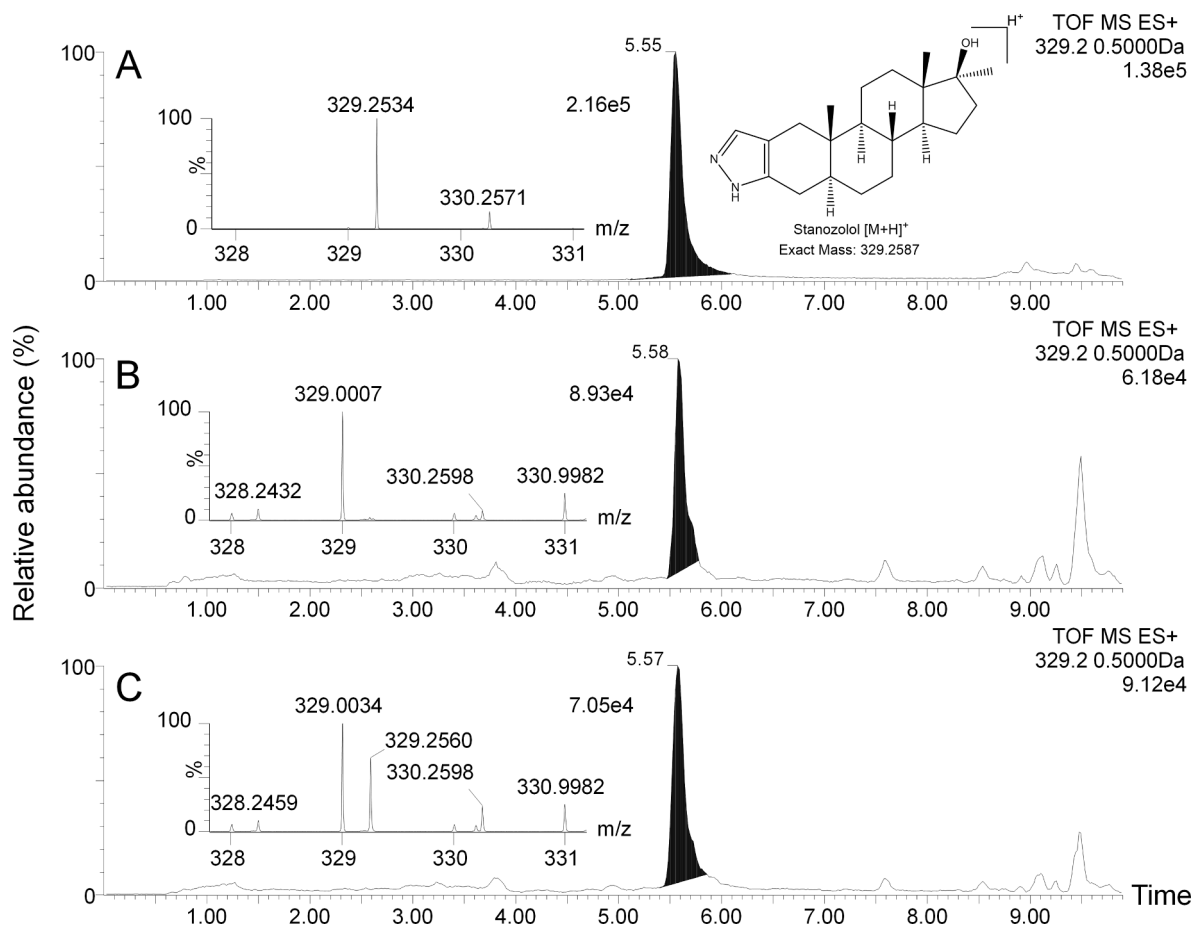 Relative abundance (%)
A
TOF MS ES+
329.2 0.5000Da
1.38e5
5.55
100
0
329.2534
2.16e5
100
%
330.2571
0
m/z
328 329 330 331
OH
H+
H
H
H
H
N
N
H
Stanozolol [M+H]+
Exact Mass: 329.2587
1.00 2.00 3.00 4.00 5.00 6.00 7.00 8.00 9.00
B
TOF MS ES+
329.2 0.5000Da
6.18e4
5.58
100
0
329.0007
8.93e4
100
%
328.2432
330.2598
330.9982
0
m/z
328 329 330 331
1.00 2.00 3.00 4.00 5.00 6.00 7.00 8.00 9.00
C
TOF MS ES+
329.2 0.5000Da
9.12e4
5.57
100
0
329.0034
7.05e4
100
%
329.2560
328.2459
330.2598
330.9982
0
m/z
328 329 330 331
1.00 2.00 3.00 4.00 5.00 6.00 7.00 8.00 9.00
Time